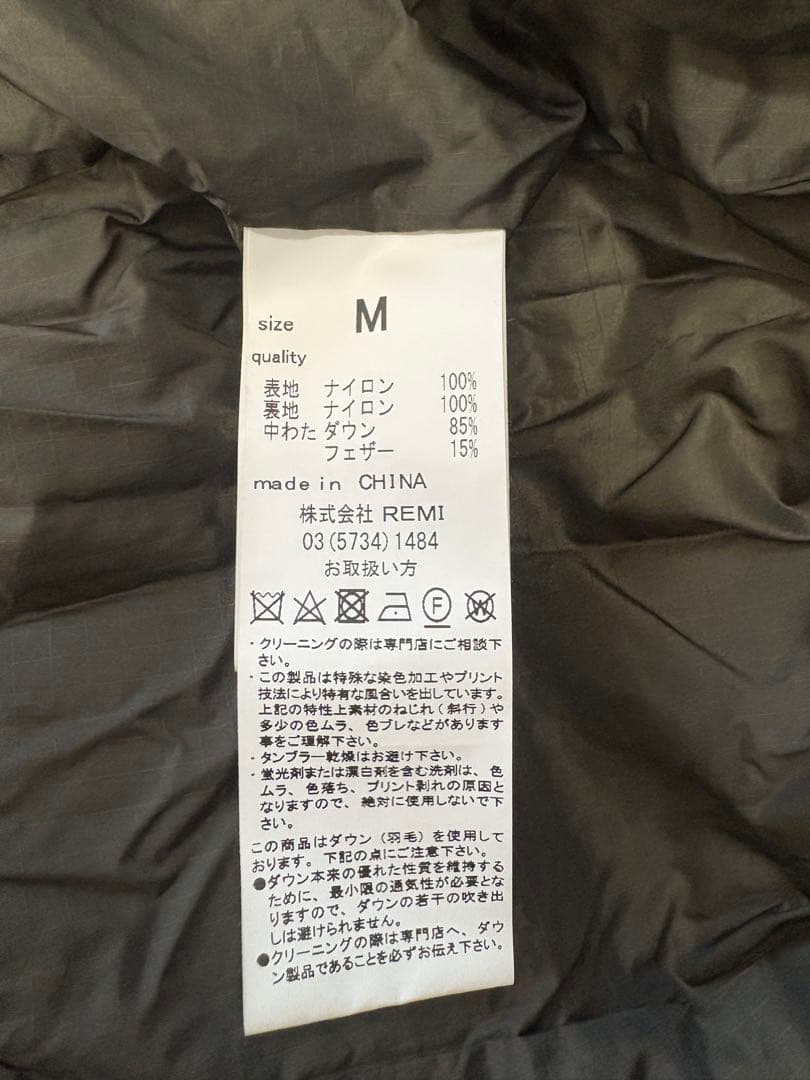 size M
quality
表地 ナイロン 100%
裏地 ナイロン 100%
中わた ダウン 85%
フェザー 15%
made in CHINA
株式会社 REMI
03(5734)1484
お取扱い方
F W
・クリーニングの際は専門店にご相談下
さい。
・この製品は特殊な染色加工やプリント
技法により特有な風合いを出しています。
上記の特性上素材のねじれ(斜行)や
多少の色ムラ、色ブレなどがあります
事をご理解下さい。
・タンブラー乾燥はお避け下さい。
・蛍光剤または漂白剤を含む洗剤は、色
ムラ、色落ち、プリント剥れの原因と
なりますので、絶対に使用しないで下
さい。
この商品はダウン(羽毛)を使用して
おります。下記の点にご注意下さい。
●ダウン本来の優れた性質を維持する
ために、最小限の通気性が必要とな
りますので、ダウンの若干の吹き出
しは避けられません。
●クリーニングの際は専門店へ、ダウ
ン製品であることを必ずお伝え下さい。